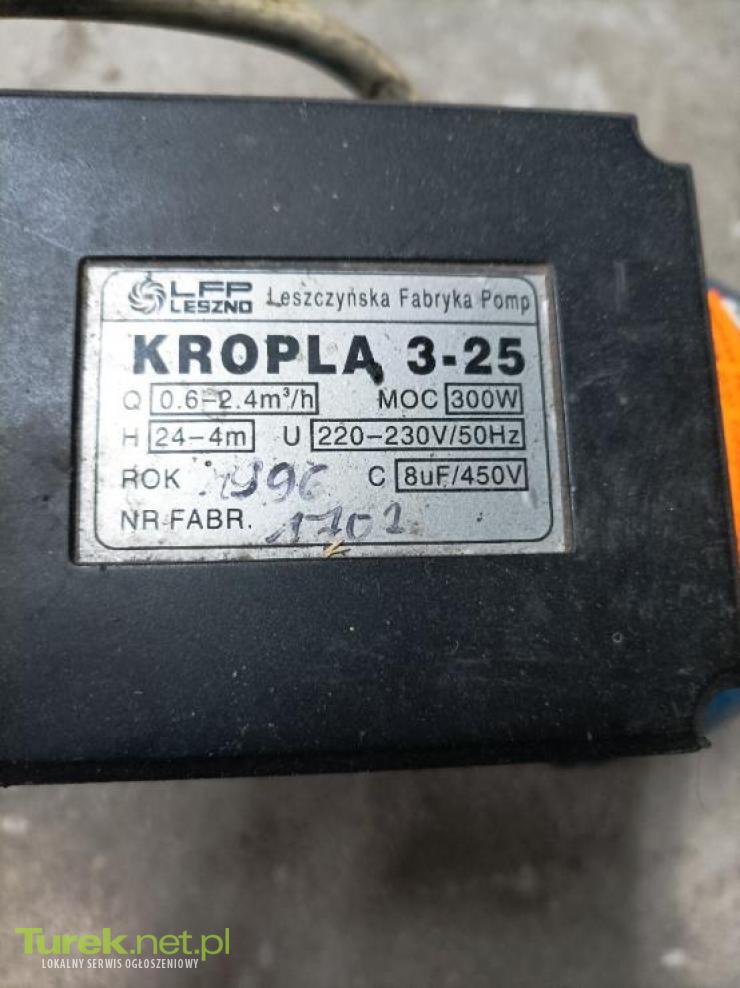 LFP LESZNO Leszczyńska Fabryka Pomp
KROPLA 3-25
Q 0.6-2.4m³/h MOC 300W
H 24-4m U 220-230V/50Hz
ROK 1996 C 8uF/450V
NR FABR. 1702
Turek.net.pl
LOKALNY SERWIS OGŁOSZENIOWY